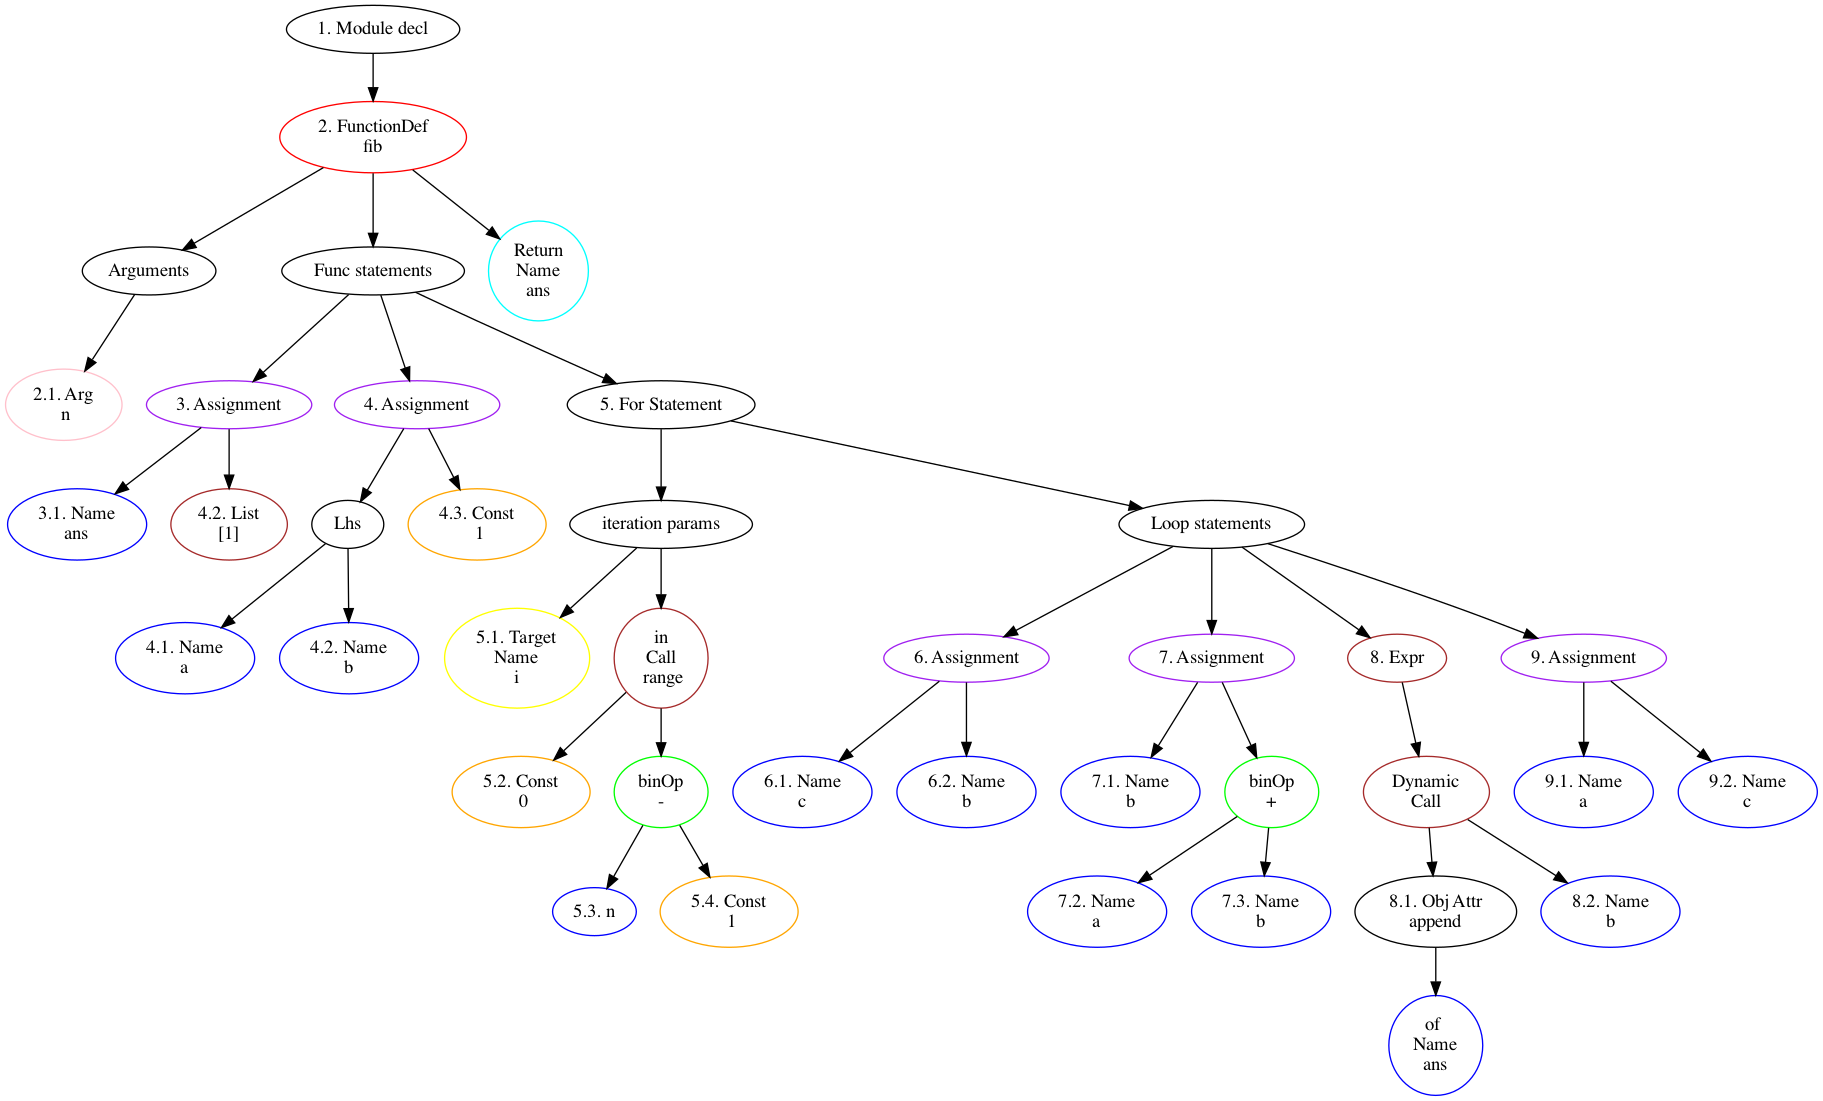 1. Module decl
2. FunctionDef
fib
Arguments
Func statements
Return
Name
ans
2.1. Arg
n
3. Assignment
4. Assignment
5. For Statement
3.1. Name
ans
4.2. List
[1]
Lhs
4.3. Const
1
iteration params
Loop statements
4.1. Name
a
4.2. Name
b
5.1. Target
Name
i
in
Call
range
6. Assignment
7. Assignment
8. Expr
9. Assignment
5.2. Const
0
binOp
-
6.1. Name
c
6.2. Name
b
7.1. Name
b
binOp
+
Dynamic
Call
9.1. Name
a
9.2. Name
c
5.3. n
5.4. Const
1
7.2. Name
a
7.3. Name
b
8.1. Obj Attr
append
8.2. Name
b
of
Name
ans